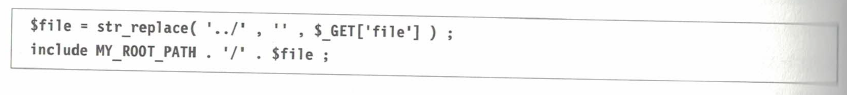 $file = str_replace( '../' , '' , $_GET['file'] ) ;
include MY_ROOT_PATH . '/' . $file ;